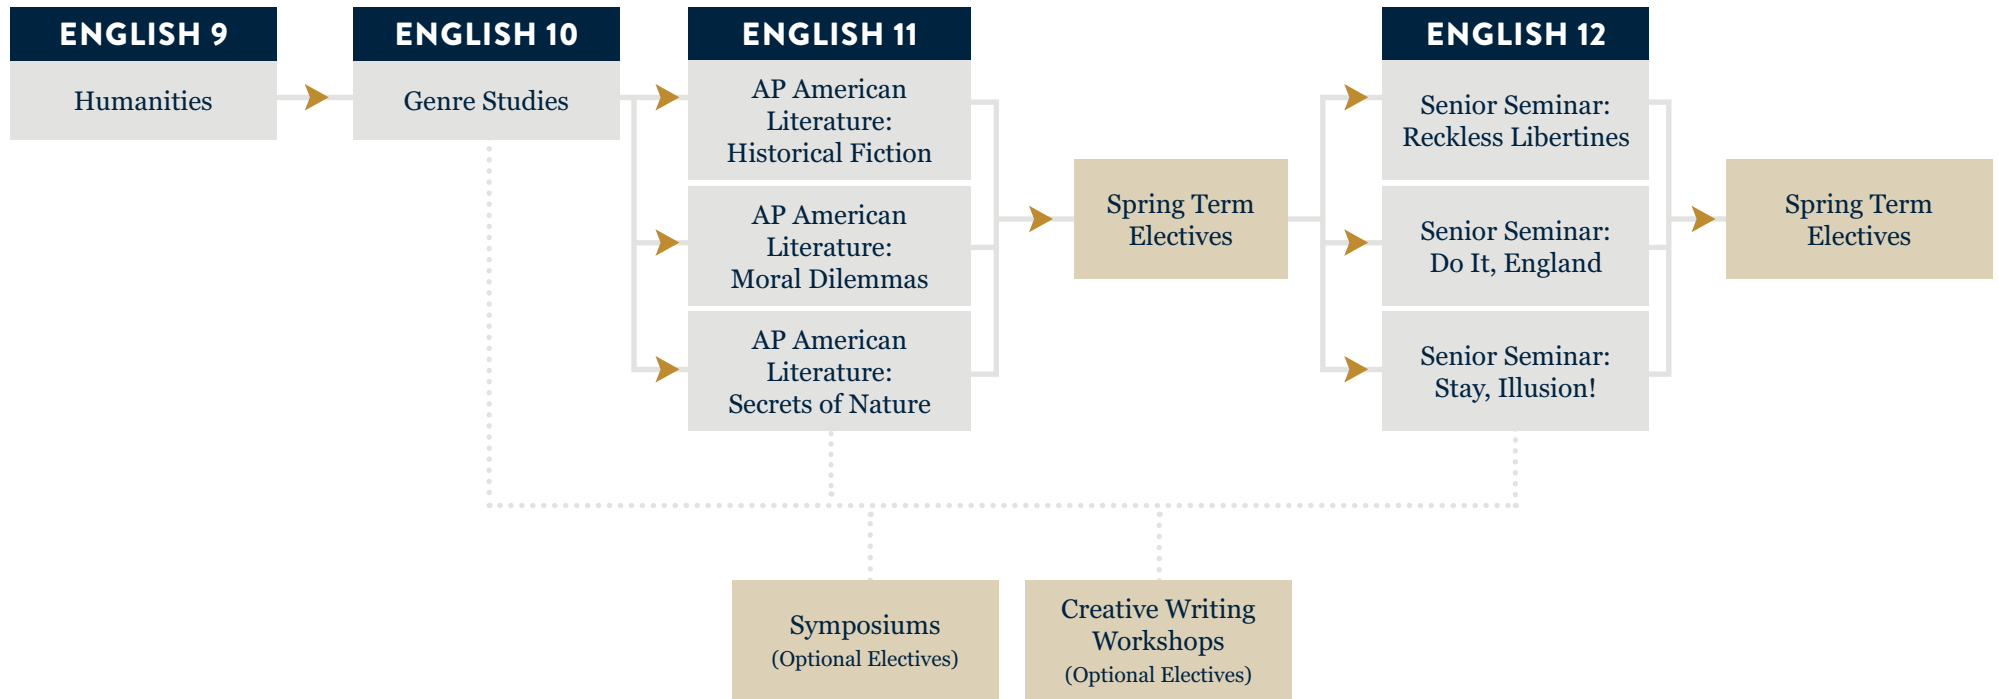 ENGLISH 9
Humanities
ENGLISH 10
Genre Studies
ENGLISH 11
AP American
Literature:
Historical Fiction
AP American
Literature:
Moral Dilemmas
AP American
Literature:
Secrets of Nature
Spring Term
Electives
ENGLISH 12
Senior Seminar:
Reckless Libertines
Senior Seminar:
Do It, England
Senior Seminar:
Stay, Illusion!
Spring Term
Electives
Symposiums
(Optional Electives)
Creative Writing
Workshops
(Optional Electives)